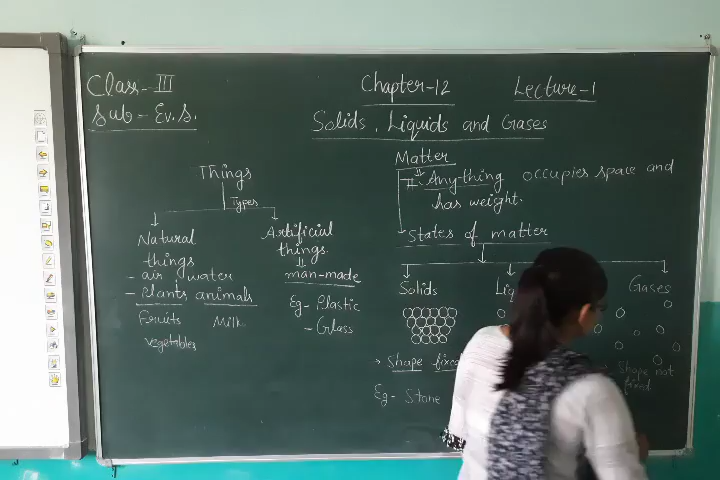 Class-III
Sub - Ev.S.
Chapter-12
Lecture-1
Solids, Liquids and Gases
Things
Types
Natural
things
- air water
- Plants animals
Fruits Milk
vegetables
Artificial
things.
man-made
Eg- Plastic
- Glass
Matter
Any-thing occupies space and
has weight.
States of matter
Solids
→ Shape fixed
Eg- Stone
Gases
Shape not
fixed